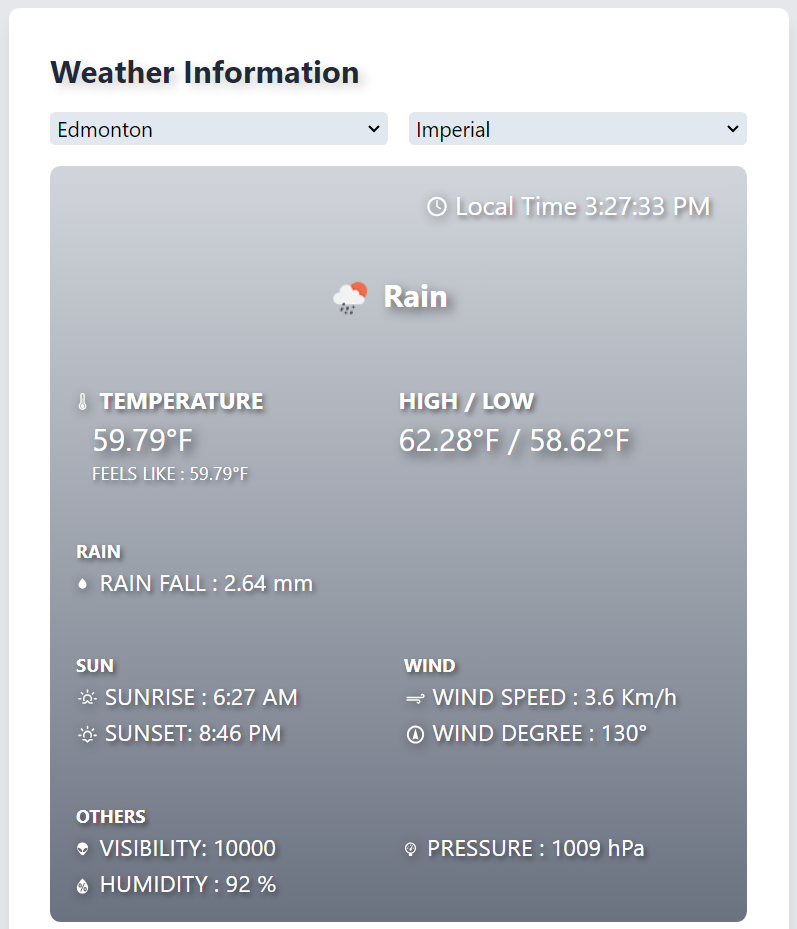 Weather Information
Edmonton
Imperial
Local Time 3:27:33 PM
Rain
TEMPERATURE
59.79°F
FEELS LIKE : 59.79°F
HIGH / LOW
62.28°F / 58.62°F
RAIN
RAIN FALL : 2.64 mm
SUN
SUNRISE : 6:27 AM
SUNSET: 8:46 PM
WIND
WIND SPEED : 3.6 Km/h
WIND DEGREE : 130°
OTHERS
VISIBILITY: 10000
HUMIDITY : 92 %
PRESSURE : 1009 hPa